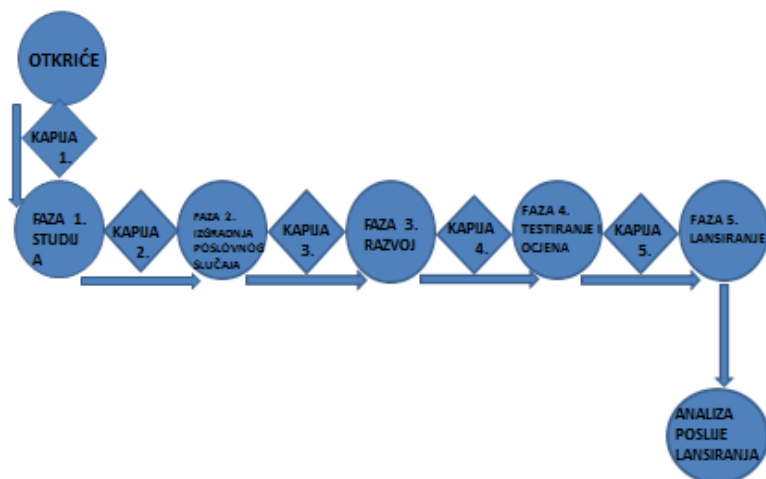 OTKRIĆE
KAPIJA
1.
FAZA 1.
STUDIJ
A
KAPIJA
2.
FAZA 2.
IZGRADNJA
POSLOVNOG
SLUČAJA
KAPIJA
3.
FAZA 3.
RAZVOJ
KAPIJA
4.
FAZA 4.
TESTIRANJE I
OCJENA
KAPIJA
5.
FAZA 5.
LANSIRANJE
ANALIZA
POSLIJE
LANSIRANJA